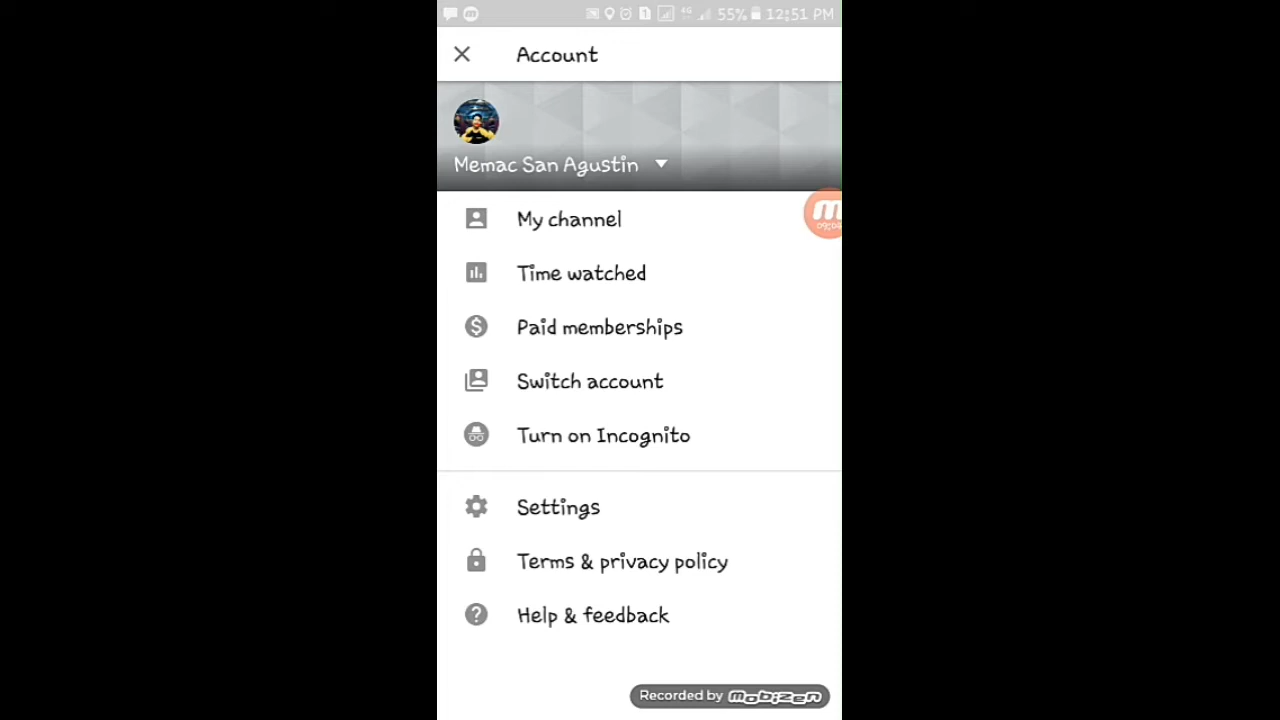 55% 12:51 PM
Account
Memac San Agustin
My channel
Time watched
Paid memberships
Switch account
Turn on Incognito
Settings
Terms & privacy policy
Help & feedback
Recorded by mobizen